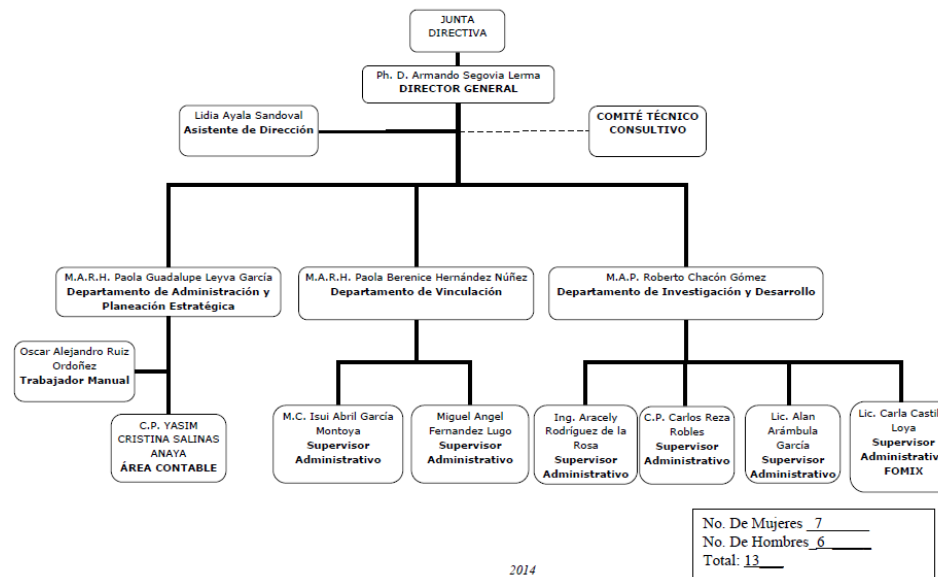 JUNTA
DIRECTIVA
Ph. D. Armando Segovia Lerma
DIRECTOR GENERAL
Lidia Ayala Sandoval
Asistente de Dirección
COMITÉ TÉCNICO
CONSULTIVO
M.A.R.H. Paola Guadalupe Leyva García
Departamento de Administración y
Planeación Estratégica
M.A.R.H. Paola Berenice Hernández Núñez
Departamento de Vinculación
M.A.P. Roberto Chacón Gómez
Departamento de Investigación y Desarrollo
Oscar Alejandro Ruiz
Ordoñez
Trabajador Manual
C.P. YASIM
CRISTINA SALINAS
ANAYA
ÁREA CONTABLE
M.C. Isui Abril García
Montoya
Supervisor
Administrativo
Miguel Angel
Fernandez Lugo
Supervisor
Administrativo
Ing. Aracely
Rodríguez de la
Rosa
Supervisor
Administrativo
C.P. Carlos Reza
Robles
Supervisor
Administrativo
Lic. Alan
Arámbula
García
Supervisor
Administrativo
Lic. Carla Castil
Loya
Supervisor
Administrativ
FOMIX
No. De Mujeres 7
No. De Hombres 6
Total: 13
2014